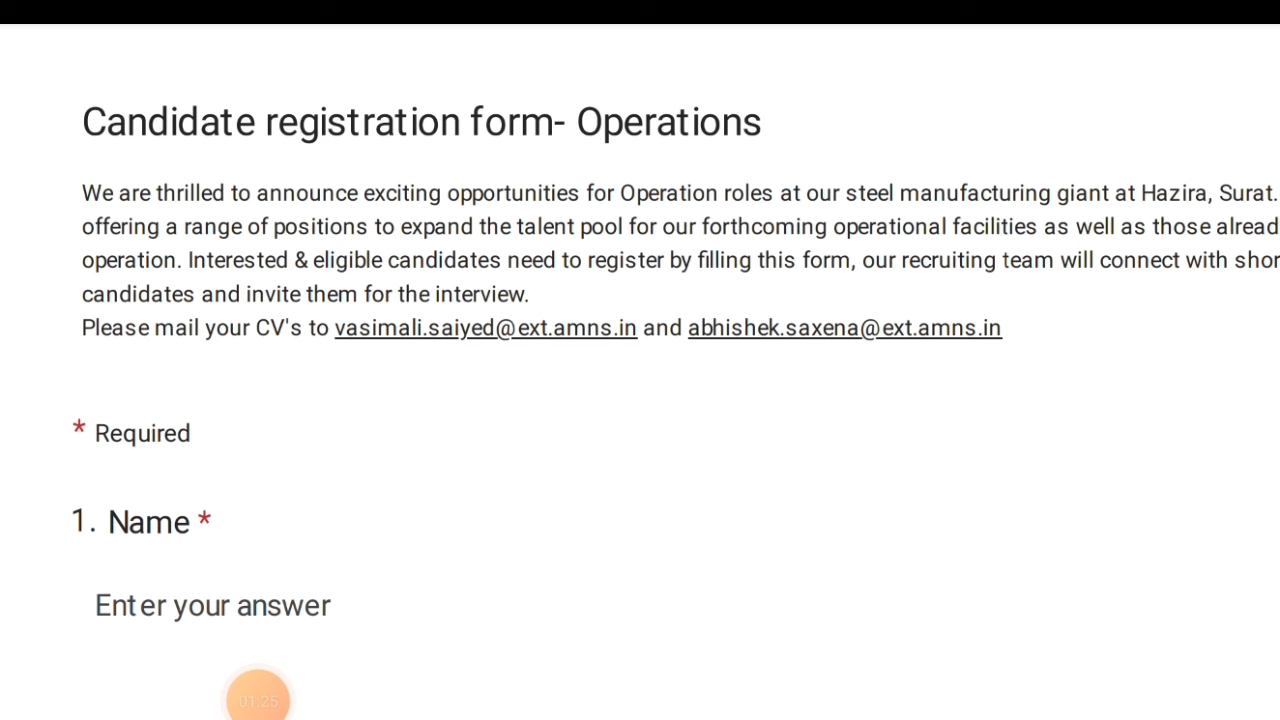 Candidate registration form- Operations
We are thrilled to announce exciting opportunities for Operation roles at our steel manufacturing giant at Hazira, Surat.
offering a range of positions to expand the talent pool for our forthcoming operational facilities as well as those
operation. Interested & eligible candidates need to register by filling this form, our recruiting team will connect with
candidates and invite them for the interview.
Please mail your CV's to vasimali.saiyed@ext.amns.in and abhishek.saxena@ext.amns.in
* Required
1. Name *
Enter your answer
01:25